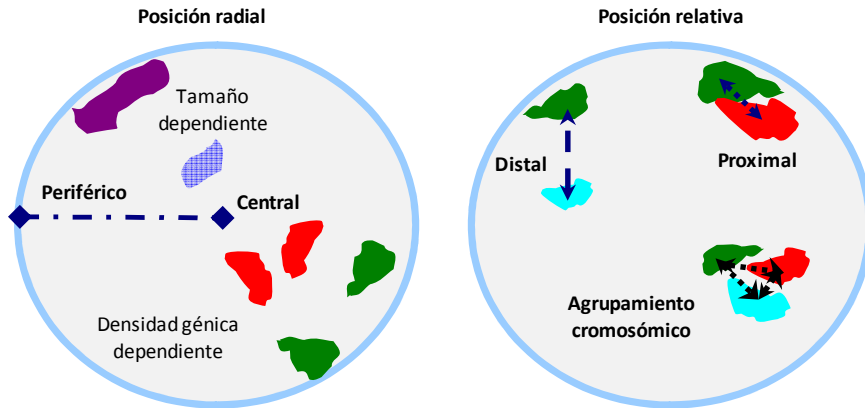 Posición radial
Tamaño
dependiente
Periférico
Central
Densidad génica
dependiente
Posición relativa
Distal
Proximal
Agrupamiento
cromosómico